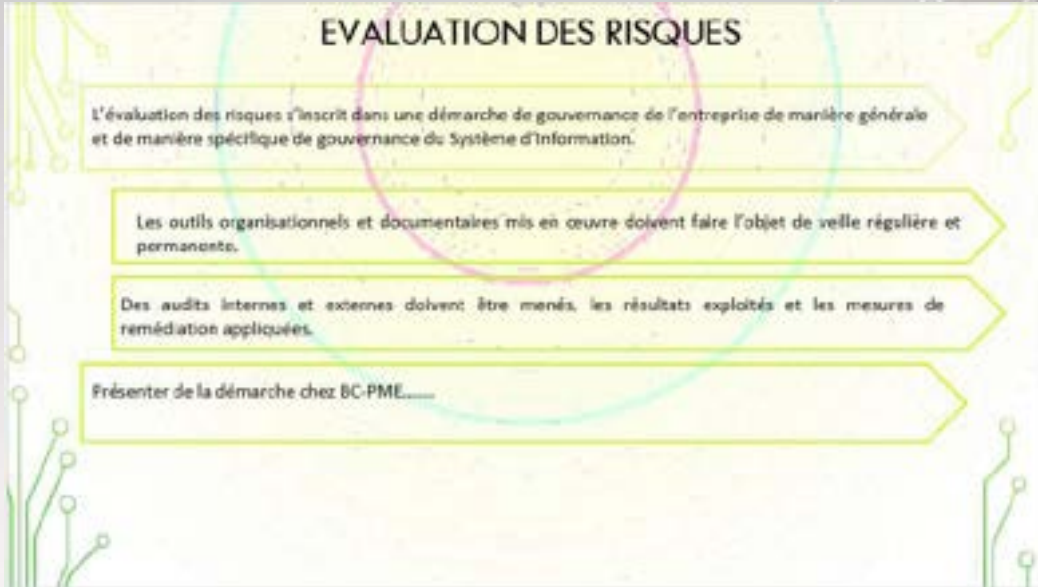 EVALUATION DES RISQUES
L'évaluation des risques s'inscrit dans une démarche de gouvernance de l'entreprise de manière générale
et de manière spécifique de gouvernance du Système d'Information.
Les outils organisationnels et documentaires mis en œuvre doivent faire l'objet de veille régulière et
permanente.
Des audits internes et externes doivent être menés, les résultats exploités et les mesures de
remédiation appliquées.
Présenter de la démarche chez BC-PME.......